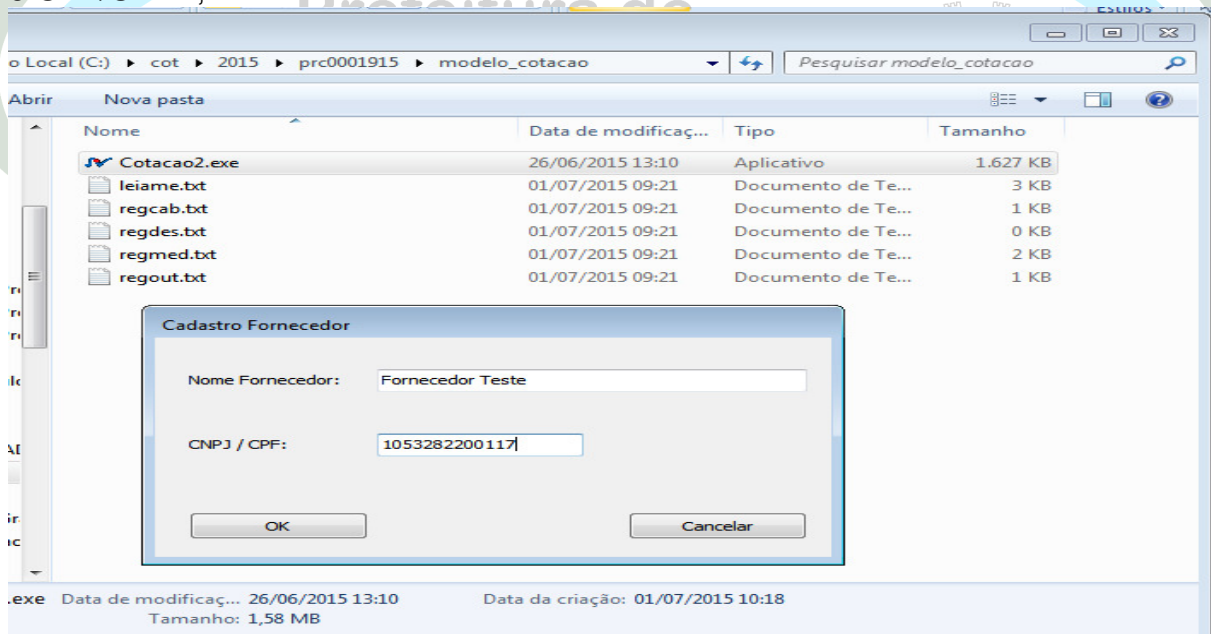 Prefeitura de
Estilos
o Local (C:) ▸ cot ▸ 2015 ▸ prc0001915 ▸ modelo_cotacao Pesquisar modelo_cotacao
Abrir Nova pasta
Nome Data de modificaç... Tipo Tamanho
Cotacao2.exe 26/06/2015 13:10 Aplicativo 1.627 KB
leiame.txt 01/07/2015 09:21 Documento de Te... 3 KB
regcab.txt 01/07/2015 09:21 Documento de Te... 1 KB
regdes.txt 01/07/2015 09:21 Documento de Te... 0 KB
regmed.txt 01/07/2015 09:21 Documento de Te... 2 KB
regout.txt 01/07/2015 09:21 Documento de Te... 1 KB
Cadastro Fornecedor
Nome Fornecedor: Fornecedor Teste
CNPJ / CPF: 1053282200117
OK Cancelar
.exe Data de modificaç... 26/06/2015 13:10 Data da criação: 01/07/2015 10:18
Tamanho: 1,58 MB